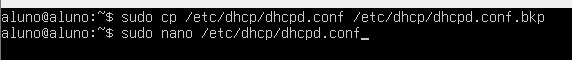 aluno@aluno:~$ sudo cp /etc/dhcp/dhcpd.conf /etc/dhcp/dhcpd.conf.bkp
aluno@aluno:~$ sudo nano /etc/dhcp/dhcpd.conf_